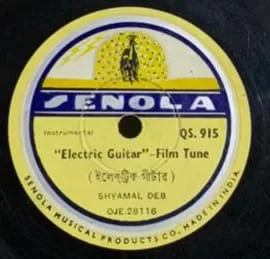 SENOLA
Instrumental
QS. 915
"Electric Guitar"-Film Tune
(ইলেকট্রিক গীটার)
SHYAMAL DEB
OJE. 28116
SENOLA MUSICAL PRODUCTS CO. MADE IN INDIA